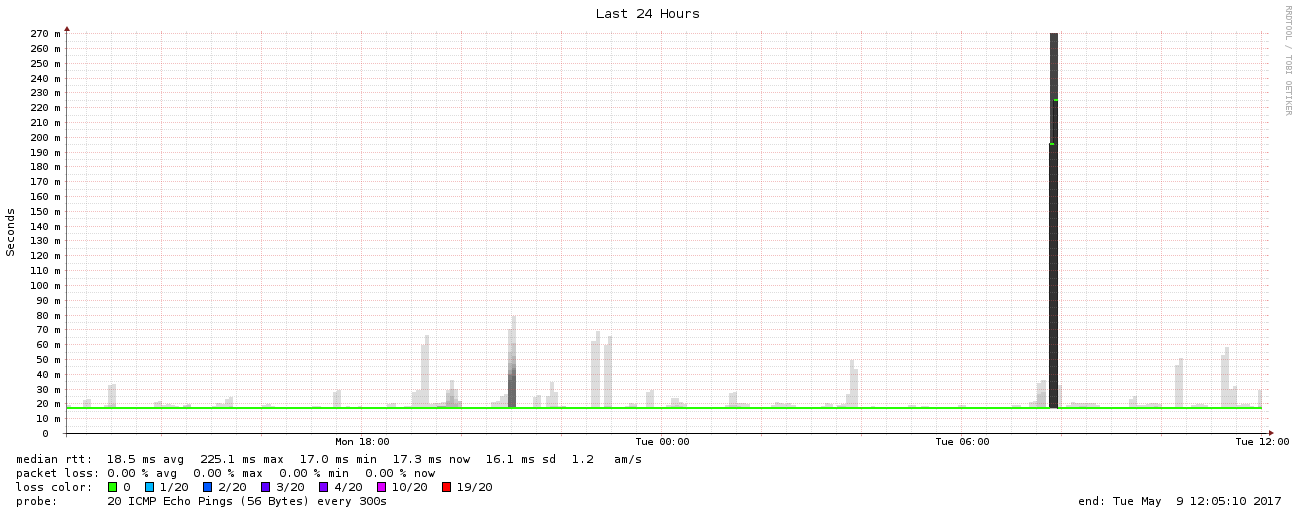 Last 24 Hours
RRDTOOL / TOBI OETIKER
Seconds
270 m
260 m
250 m
240 m
230 m
220 m
210 m
200 m
190 m
180 m
170 m
160 m
150 m
140 m
130 m
120 m
110 m
100 m
90 m
80 m
70 m
60 m
50 m
40 m
30 m
20 m
10 m
0
Mon 18:00 Tue 00:00 Tue 06:00 Tue 12:00
median rtt: 18.5 ms avg 225.1 ms max 17.0 ms min 17.3 ms now 16.1 ms sd 1.2 am/s
packet loss: 0.00 % avg 0.00 % max 0.00 % min 0.00 % now
loss color: 0 1/20 2/20 3/20 4/20 10/20 19/20
probe: 20 ICMP Echo Pings (56 Bytes) every 300s end: Tue May 9 12:05:10 2017